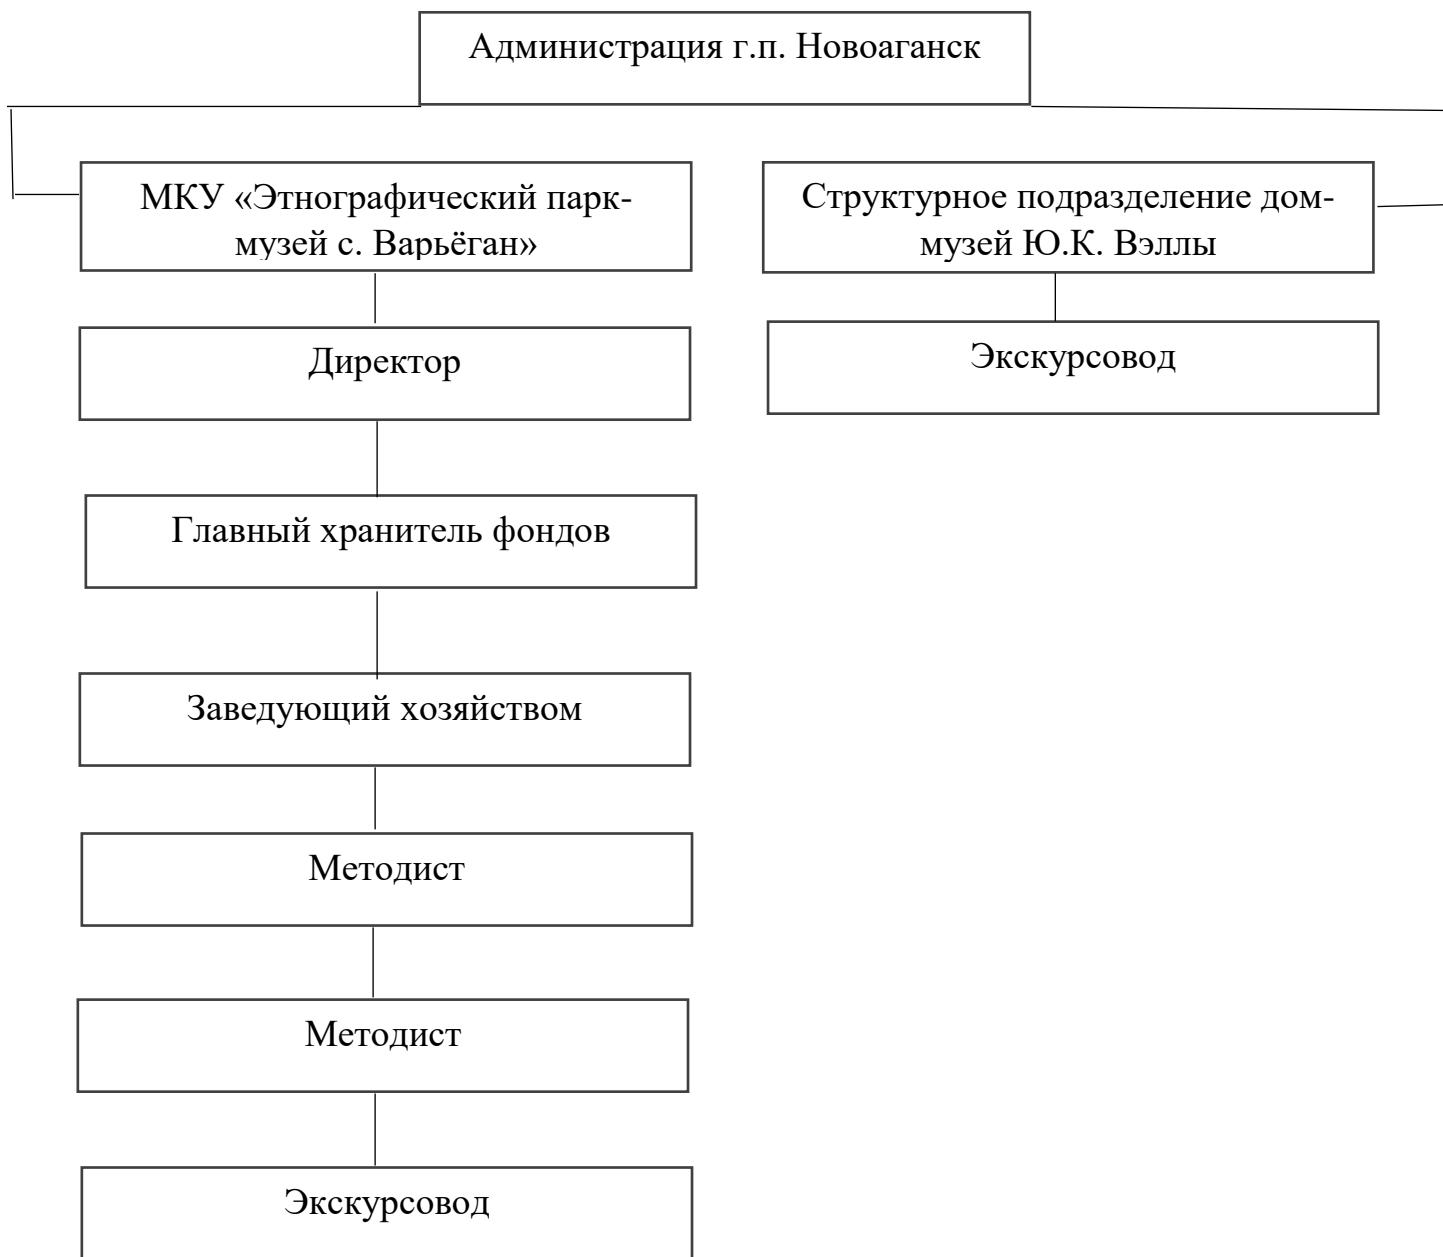 Администрация г.п. Новоаганск
МКУ «Этнографический парк-
музей с. Варьёган»
Структурное подразделение дом-
музей Ю.К. Вэллы
Директор
Экскурсовод
Главный хранитель фондов
Заведующий хозяйством
Методист
Методист
Экскурсовод